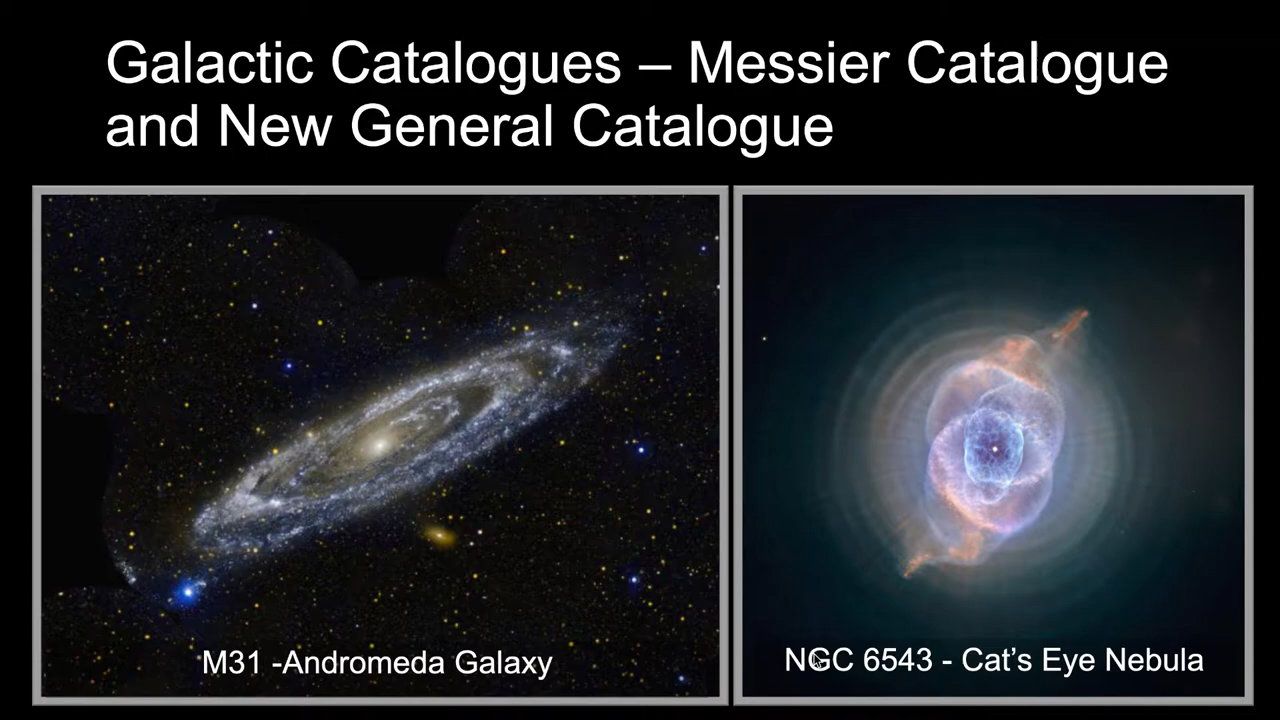 Galactic Catalogues – Messier Catalogue
and New General Catalogue
M31 -Andromeda Galaxy
NGC 6543 - Cat's Eye Nebula